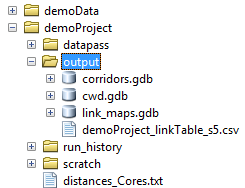 demoData
demoProject
datapass
output
corridors.gdb
cwd.gdb
link_maps.gdb
demoProject_linkTable_s5.csv
run_history
scratch
distances_Cores.txt